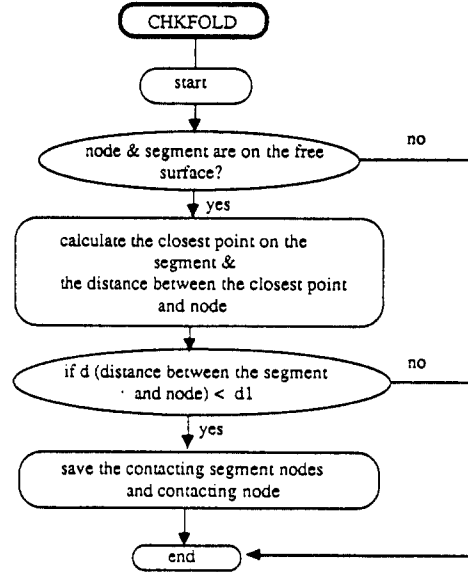 CHKFOLD
start
node & segment are on the free
surface?
no
yes
calculate the closest point on the
segment &
the distance between the closest point
and node
if d (distance between the segment
and node) < d1
no
yes
save the contacting segment nodes
and contacting node
end